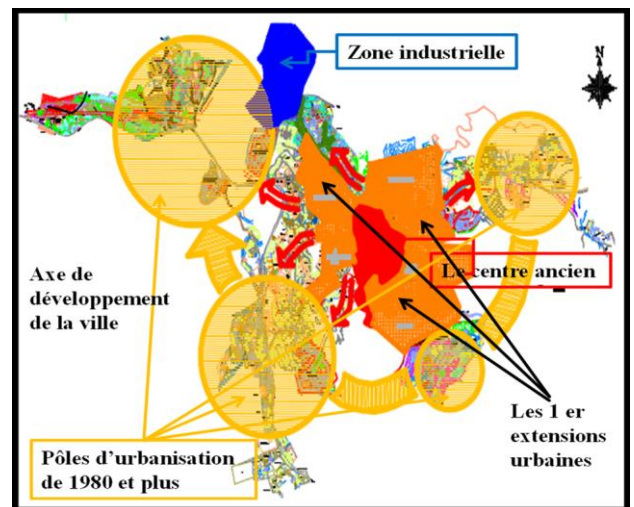 Zone industrielle
N
Le centre ancien
Axe de
développement
de la ville
Les 1 er
extensions
urbaines
Pôles d’urbanisation
de 1980 et plus